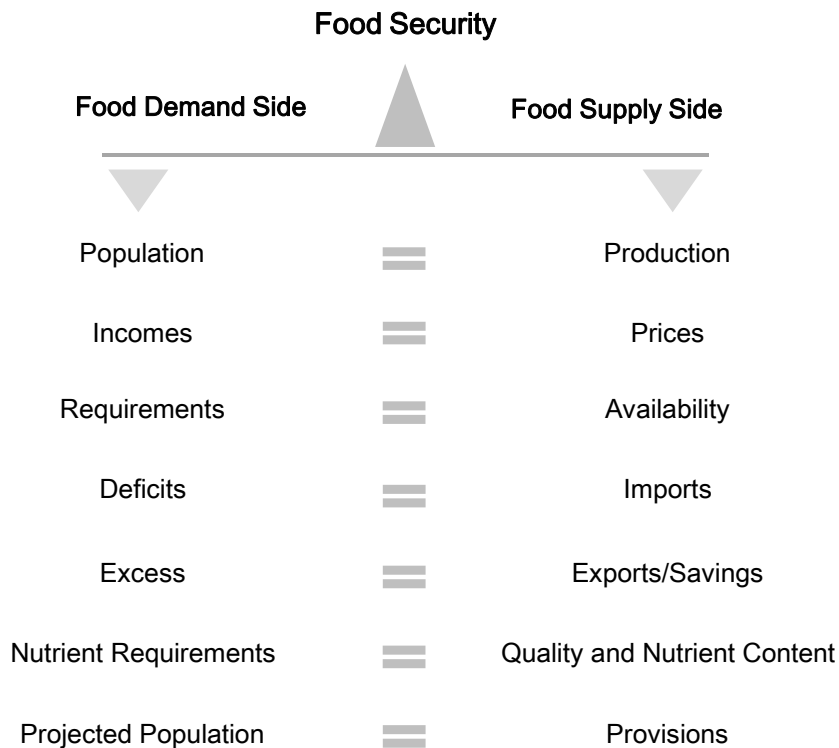 Food Security
Food Demand Side
Food Supply Side
Population = Production
Incomes = Prices
Requirements = Availability
Deficits = Imports
Excess = Exports/Savings
Nutrient Requirements = Quality and Nutrient Content
Projected Population = Provisions